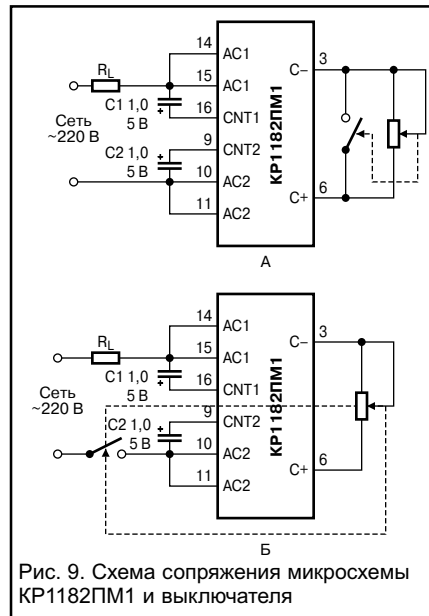 14
AC1
3
C–
R_L
15
AC1
C1 1,0
5 В
+
16
CNT1
Сеть
~220 В
9
CNT2
C2 1,0
5 В
+
10
AC2
6
C+
11
AC2
КР1182ПМ1
А
14
AC1
3
C–
R_L
15
AC1
C1 1,0
5 В
+
16
CNT1
Сеть
~220 В
9
CNT2
C2 1,0
5 В
+
10
AC2
6
C+
11
AC2
КР1182ПМ1
Б
Рис. 9. Схема сопряжения микросхемы
КР1182ПМ1 и выключателя